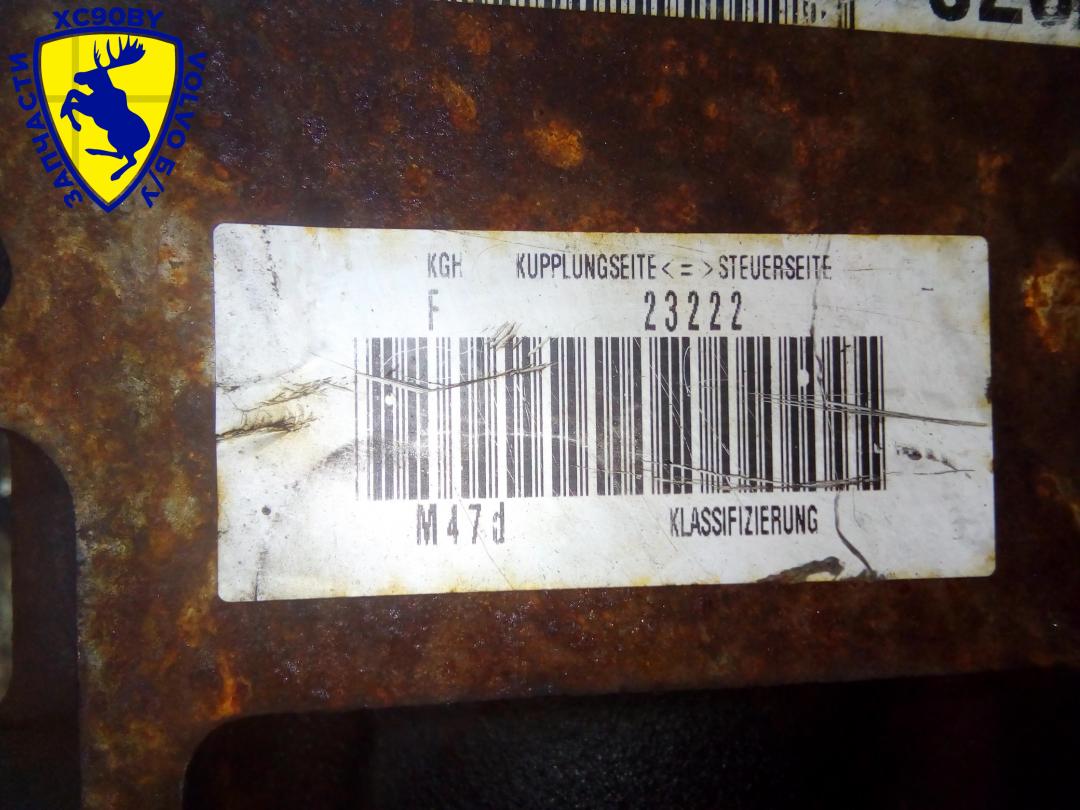 XC90BY
ЗАПЧАСТИ
VOLVO Б/У
KGH KUPPLUNGSEITE < = > STEUERSEITE
F 23222
M47d KLASSIFIZIERUNG